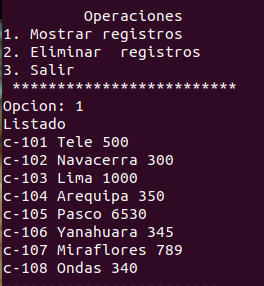 Operaciones
1. Mostrar registros
2. Eliminar  registros
3. Salir
*************************
Opcion: 1
Listado
c-101 Tele 500
c-102 Navacerra 300
c-103 Lima 1000
c-104 Arequipa 350
c-105 Pasco 6530
c-106 Yanahuara 345
c-107 Miraflores 789
c-108 Ondas 340